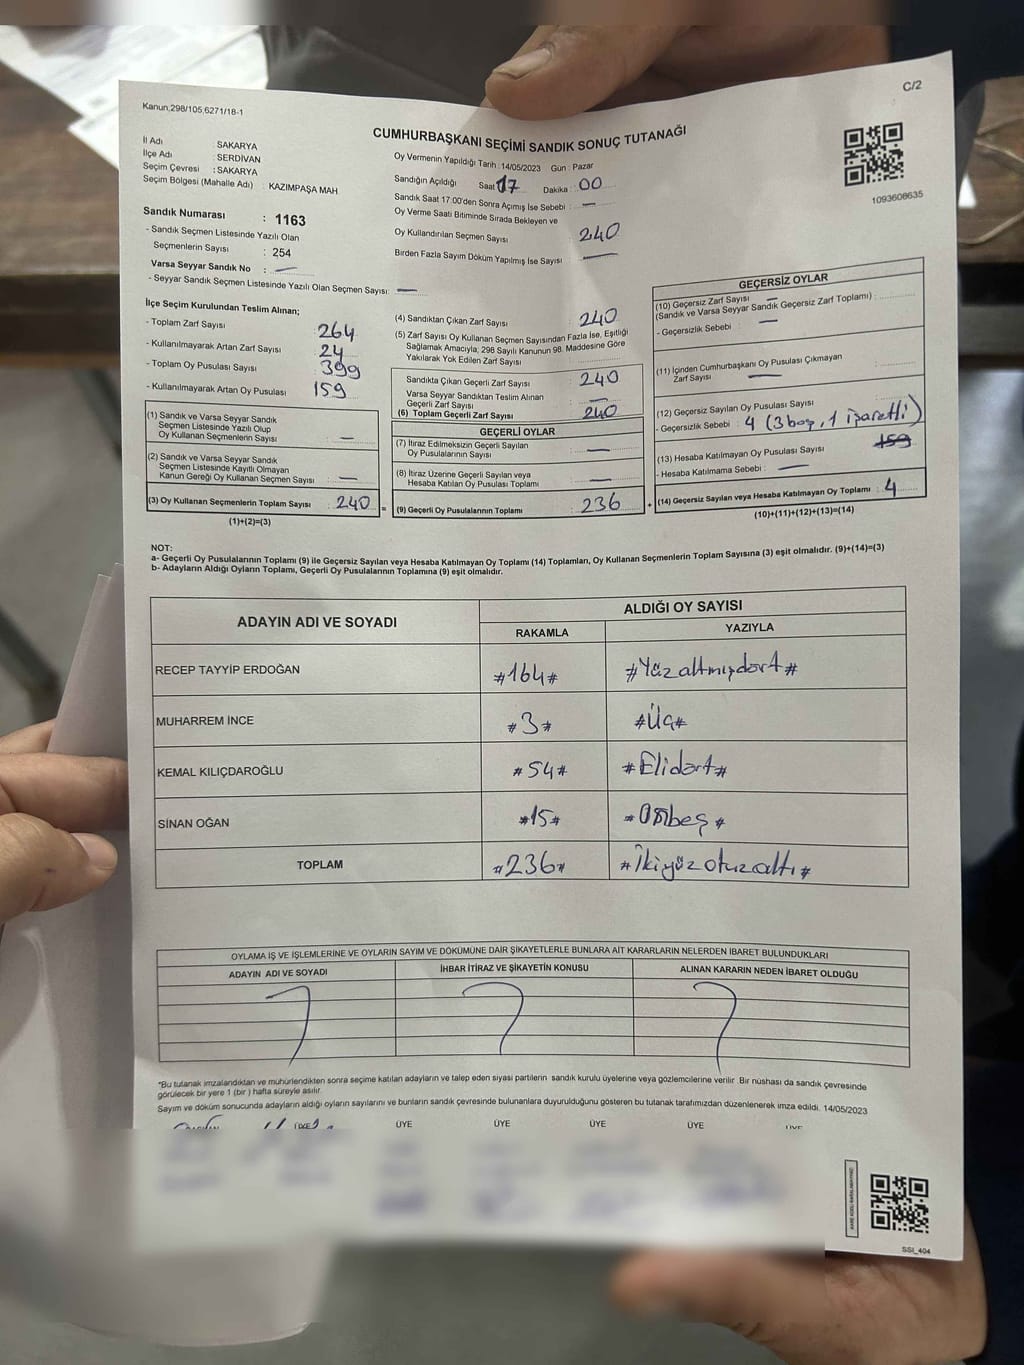 Kanun,298/105,6271/18-1
C/2
CUMHURBAŞKANI SEÇİMİ SANDIK SONUÇ TUTANAĞI
1093608635
İl Adı : SAKARYA
İlçe Adı : SERDİVAN
Seçim Çevresi : SAKARYA
Seçim Bölgesi (Mahalle Adı) : KAZIMPAŞA MAH
Sandık Numarası : 1163
- Sandık Seçmen Listesinde Yazılı Olan
Seçmenlerin Sayısı : 254
Varsa Seyyar Sandık No : —
- Seyyar Sandık Seçmen Listesinde Yazılı Olan Seçmen Sayısı: —
Oy Vermenin Yapıldığı Tarih : 14/05/2023 Gün : Pazar
Sandığın Açıldığı Saat 17 Dakika : 00
Sandık Saat 17.00'den Sonra Açımış İse Sebebi : —
Oy Verme Saati Bitiminde Sırada Bekleyen ve
Oy Kullandırılan Seçmen Sayısı : 240
Birden Fazla Sayım Döküm Yapılmış İse Sayısı : —
İlçe Seçim Kurulundan Teslim Alınan;
- Toplam Zarf Sayısı : 264
- Kullanılmayarak Artan Zarf Sayısı : 24
- Toplam Oy Pusulası Sayısı : 399
- Kullanılmayarak Artan Oy Pusulası : 159
(1) Sandık ve Varsa Seyyar Sandık
Seçmen Listesinde Yazılı Olup
Oy Kullanan Seçmenlerin Sayısı : —
(2) Sandık ve Varsa Seyyar Sandık
Seçmen Listesinde Kayıtlı Olmayan
Kanun Gereği Oy Kullanan Seçmen Sayısı : —
(3) Oy Kullanan Seçmenlerin Toplam Sayısı : 240 =
(1)+(2)=(3)
(4) Sandıktan Çıkan Zarf Sayısı : 240
(5) Zarf Sayısı Oy Kullanan Seçmen Sayısından Fazla İse, Eşitliği
Sağlamak Amacıyla, 298 Sayılı Kanunun 98. Maddesine Göre
Yakılarak Yok Edilen Zarf Sayısı :
Sandıkta Çıkan Geçerli Zarf Sayısı : 240
Varsa Seyyar Sandıktan Teslim Alınan
Geçerli Zarf Sayısı : —
(6) Toplam Geçerli Zarf Sayısı : 240
GEÇERLİ OYLAR
(7) İtiraz Edilmeksizin Geçerli Sayılan
Oy Pusulalarının Sayısı : —
(8) İtiraz Üzerine Geçerli Sayılan veya
Hesaba Katılan Oy Pusulası Toplamı : —
(9) Geçerli Oy Pusulalarının Toplamı : 236 +
GEÇERSİZ OYLAR
(10) Geçersiz Zarf Sayısı —
(Sandık ve Varsa Seyyar Sandık Geçersiz Zarf Toplamı) :
- Geçersizlik Sebebi : —
(11) İçinden Cumhurbaşkanı Oy Pusulası Çıkmayan
Zarf Sayısı — :
(12) Geçersiz Sayılan Oy Pusulası Sayısı :
- Geçersizlik Sebebi : 4 (3 boş, 1 işaretli)
(13) Hesaba Katılmayan Oy Pusulası Sayısı : 159
- Hesaba Katılmama Sebebi : —
(14) Geçersiz Sayılan veya Hesaba Katılmayan Oy Toplamı : 4
(10)+(11)+(12)+(13)=(14)
NOT:
a- Geçerli Oy Pusulalarının Toplamı (9) ile Geçersiz Sayılan veya Hesaba Katılmayan Oy Toplamı (14) Toplamları, Oy Kullanan Seçmenlerin Toplam Sayısına (3) eşit olmalıdır. (9)+(14)=(3)
b- Adayların Aldığı Oyların Toplamı, Geçerli Oy Pusulalarının Toplamına (9) eşit olmalıdır.
ADAYIN ADI VE SOYADI
ALDIĞI OY SAYISI
RAKAMLA YAZIYLA
RECEP TAYYİP ERDOĞAN #164# #Yüzaltmışdört#
MUHARREM İNCE #3# #Üç#
KEMAL KILIÇDAROĞLU #54# #Elidört#
SİNAN OĞAN #15# #Onbeş#
TOPLAM #236# #İkiyüzotuzaltı#
OYLAMA İŞ VE İŞLEMLERİNE VE OYLARIN SAYIM VE DÖKÜMÜNE DAİR ŞİKAYETLERLE BUNLARA AİT KARARLARIN NELERDEN İBARET BULUNDUKLARI
ADAYIN ADI VE SOYADI İHBAR İTİRAZ VE ŞİKAYETİN KONUSU ALINAN KARARIN NEDEN İBARET OLDUĞU
*Bu tutanak imzalandıktan ve mühürlendikten sonra seçime katılan adayların ve talep eden siyasi partilerin sandık kurulu üyelerine veya gözlemcilerine verilir. Bir nüshası da sandık çevresinde
görülecek bir yere 1 (bir) hafta süreyle asılır.
Sayım ve döküm sonucunda adayların aldığı oyların sayılarını ve bunların sandık çevresinde bulunanlara duyurulduğunu gösteren bu tutanak tarafımızdan düzenlenerek imza edildi. 14/05/2023
ÜYE ÜYE ÜYE ÜYE ÜYE
SSİ_404